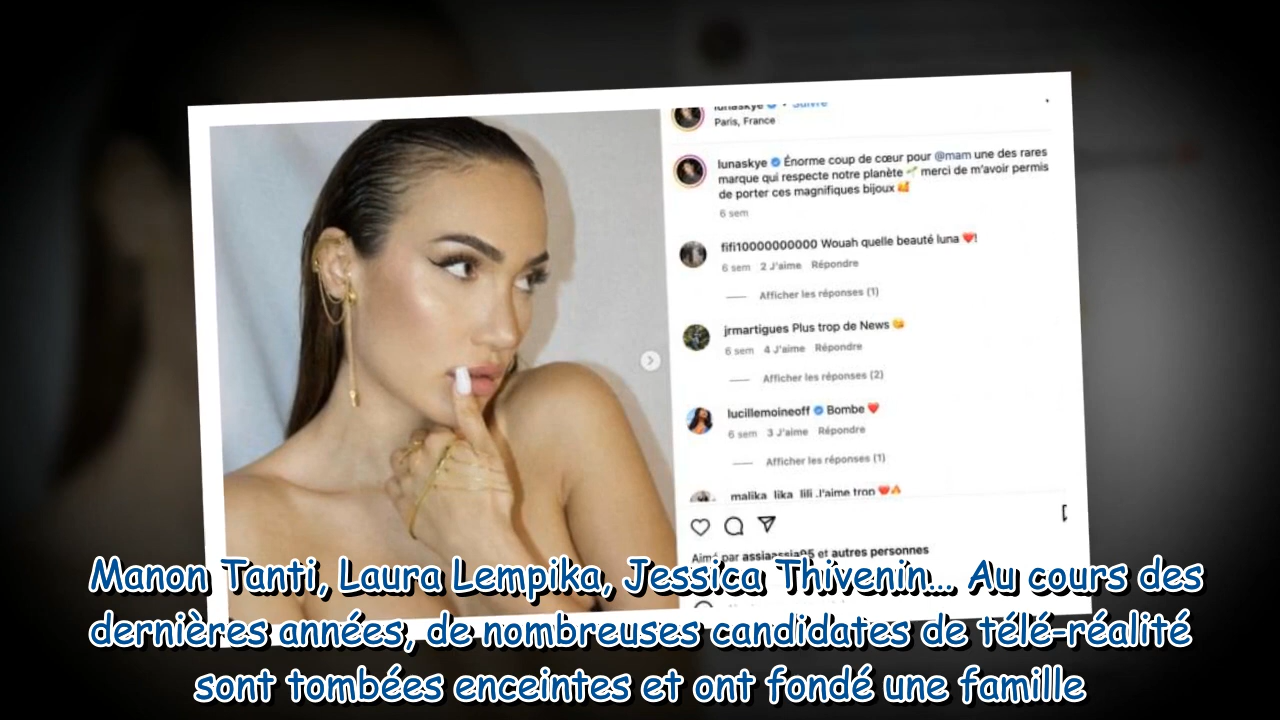 lunaskye • Suivre
Paris, France
lunaskye Énorme coup de cœur pour @mam une des rares
marque qui respecte notre planète 🌱 merci de m'avoir permis
de porter ces magnifiques bijoux 🥰
6 sem
fifi10000000000 Wouah quelle beauté luna ❤️!
6 sem 2 J'aime Répondre
Afficher les réponses (1)
jrmartigues Plus trop de News 😘
6 sem 4 J'aime Répondre
Afficher les réponses (2)
lucillemoineoff Bombe ❤️
6 sem 3 J'aime Répondre
Afficher les réponses (1)
malika_lika_lili J'aime trop ❤️🔥
Aimé par assiaassia95 et autres personnes
Manon Tanti, Laura Lempika, Jessica Thivenin... Au cours des
dernières années, de nombreuses candidates de télé-réalité
sont tombées enceintes et ont fondé une famille